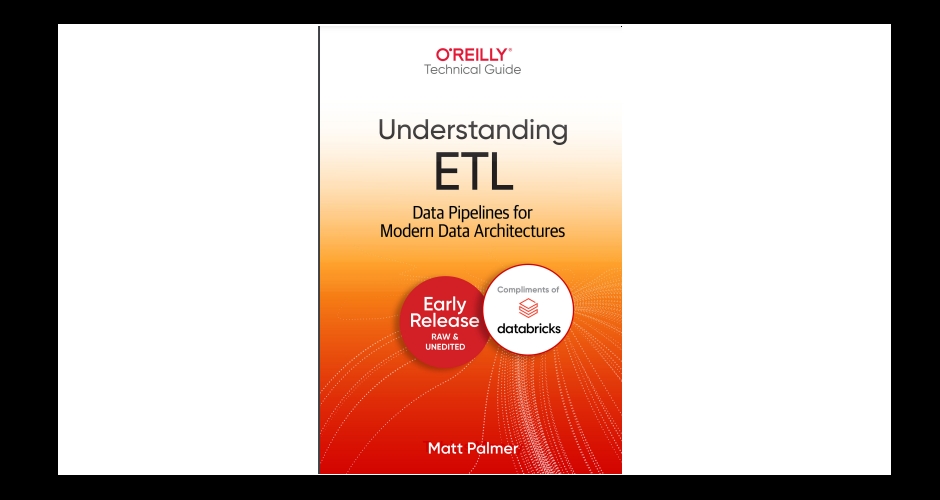 O'REILLY®
Technical Guide
Understanding
ETL
Data Pipelines for
Modern Data Architectures
Early
Release
RAW &
UNEDITED
Compliments of
databricks
Matt Palmer